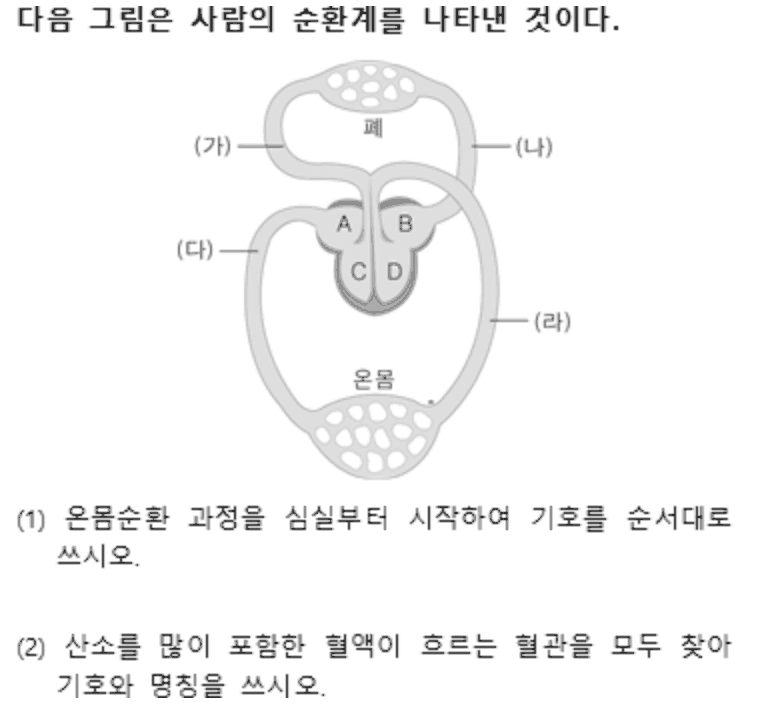 다음 그림은 사람의 순환계를 나타낸 것이다.
폐
(가)
(나)
A
B
(다)
C
D
(라)
온몸
(1) 온몸순환 과정을 심실부터 시작하여 기호를 순서대로
쓰시오.
(2) 산소를 많이 포함한 혈액이 흐르는 혈관을 모두 찾아
기호와 명칭을 쓰시오.